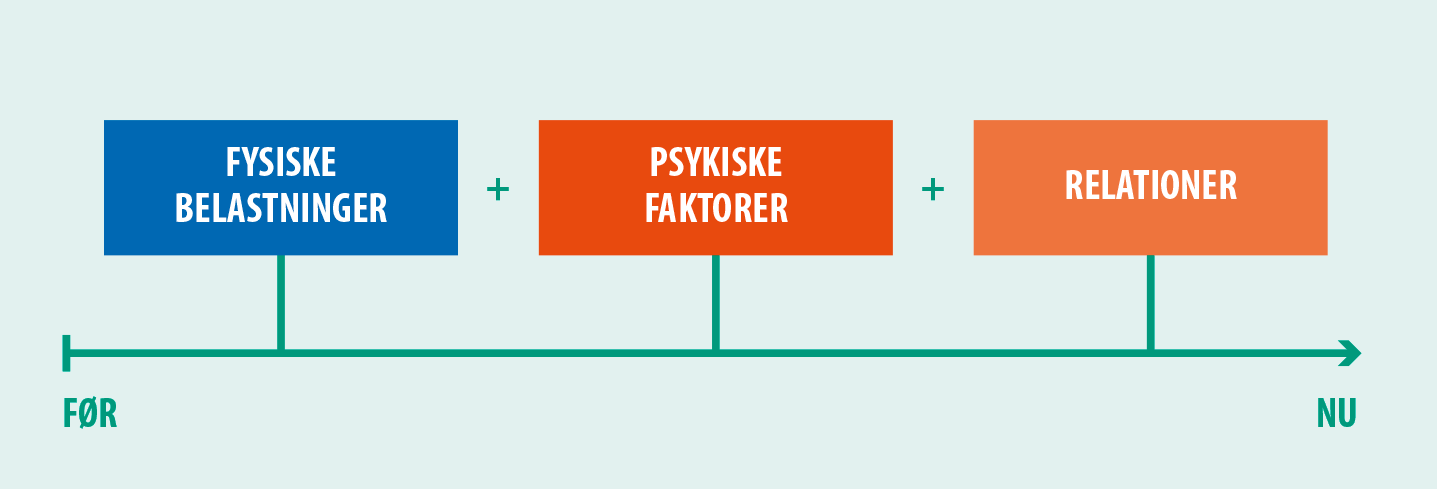 FYSISKE
BELASTNINGER
+
PSYKISKE
FAKTORER
+
RELATIONER
FØR
NU